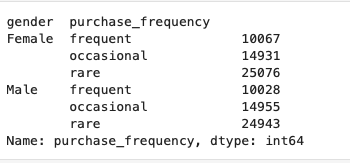 gender  purchase_frequency
Female  frequent              10067
        occasional            14931
        rare                  25076
Male    frequent              10028
        occasional            14955
        rare                  24943
Name: purchase_frequency, dtype: int64